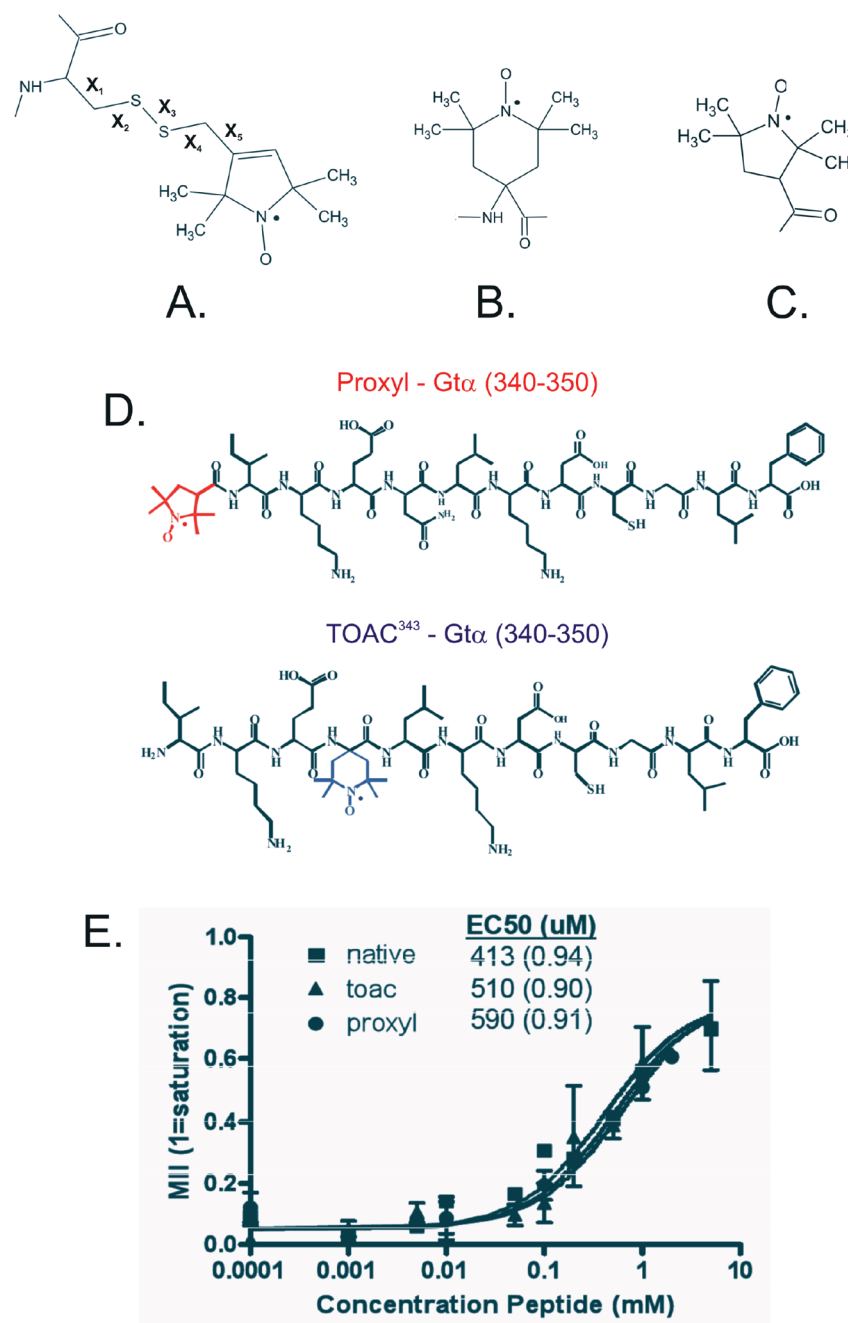 O
NH
X₁
S
X₃
X₂
S
X₄
X₅
H₃C
CH₃
H₃C
N •
CH₃
O
A.
O
H₃C
N •
CH₃
H₃C
CH₃
NH
O
B.
O
H₃C
N •
CH₃
H₃C
CH₃
O
C.
D.
Proxyl - Gtα (340-350)
HO O O OH
O H O H O H O H O H O
N N N N N OH
N • O H O H O H O H O H O
O NH₂ SH
O
NH₂ NH₂
TOAC³⁴³ - Gtα (340-350)
HO O O OH
H O H O H O H O H O
N N N N N OH
H₂N O H O H O H O H O
N • SH
O
NH₂ NH₂
E.
EC50 (uM)
native 413 (0.94)
toac 510 (0.90)
proxyl 590 (0.91)
MII (1=saturation)
1.0
0.8
0.6
0.4
0.2
0.0
0.0001 0.001 0.01 0.1 1 10
Concentration Peptide (mM)